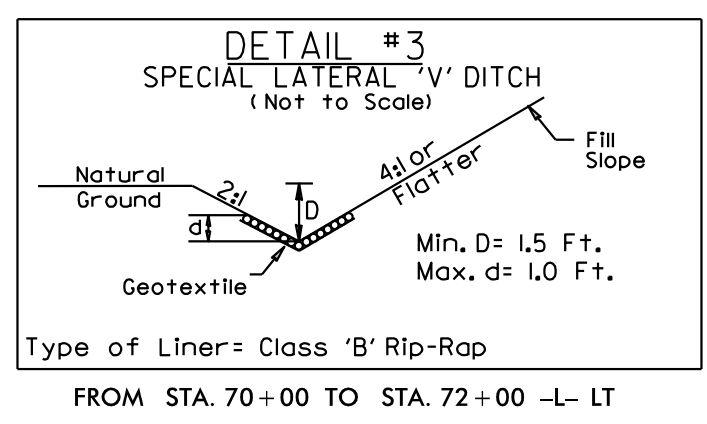 DETAIL #3
SPECIAL LATERAL 'V' DITCH
(Not to Scale)
Natural
Ground
2:1
D
d
4:1 or
Flatter
Fill
Slope
Geotextile
Min. D= 1.5 Ft.
Max. d= 1.0 Ft.
Type of Liner= Class 'B' Rip-Rap
FROM STA. 70+00 TO STA. 72+00 -L- LT